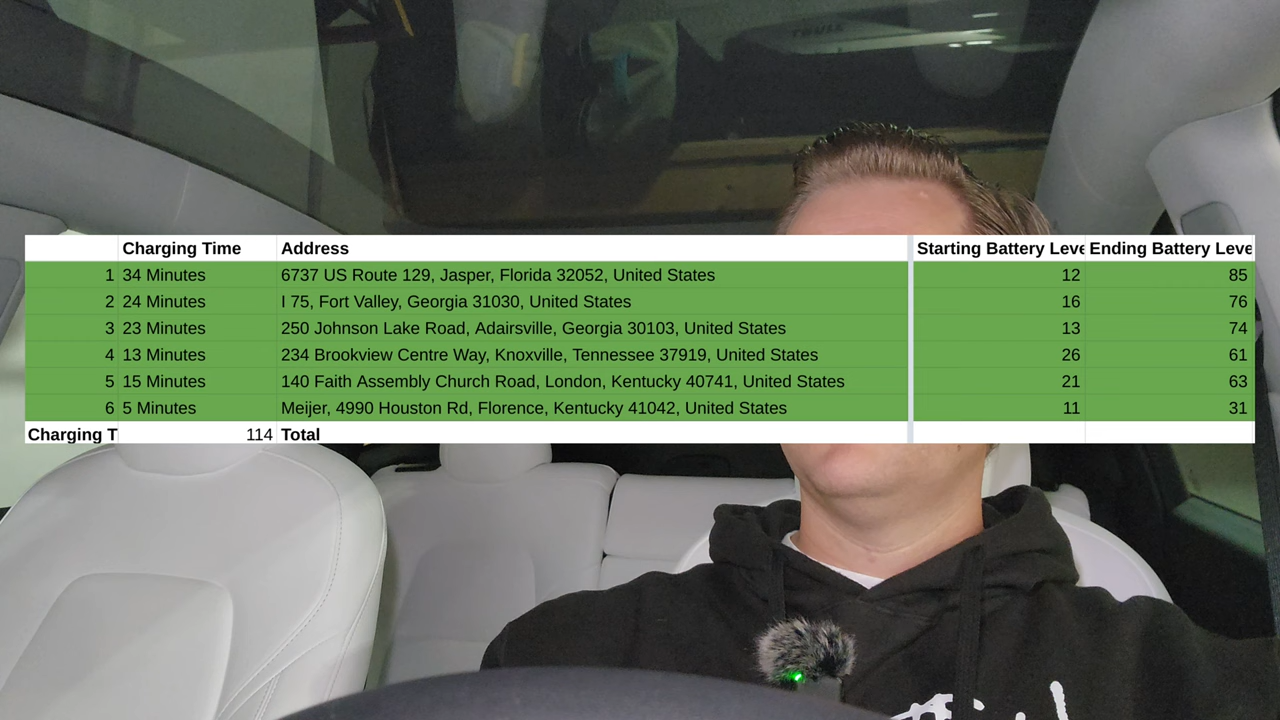 Charging Time Address Starting Battery Leve Ending Battery Leve
1 34 Minutes 6737 US Route 129, Jasper, Florida 32052, United States 12 85
2 24 Minutes I 75, Fort Valley, Georgia 31030, United States 16 76
3 23 Minutes 250 Johnson Lake Road, Adairsville, Georgia 30103, United States 13 74
4 13 Minutes 234 Brookview Centre Way, Knoxville, Tennessee 37919, United States 26 61
5 15 Minutes 140 Faith Assembly Church Road, London, Kentucky 40741, United States 21 63
6 5 Minutes Meijer, 4990 Houston Rd, Florence, Kentucky 41042, United States 11 31
Charging T 114 Total